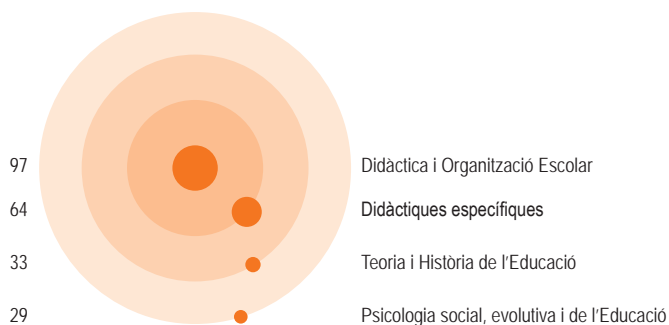 97 Didàctica i Organització Escolar
64 Didàctiques específiques
33 Teoria i Història de l'Educació
29 Psicologia social, evolutiva i de l'Educació